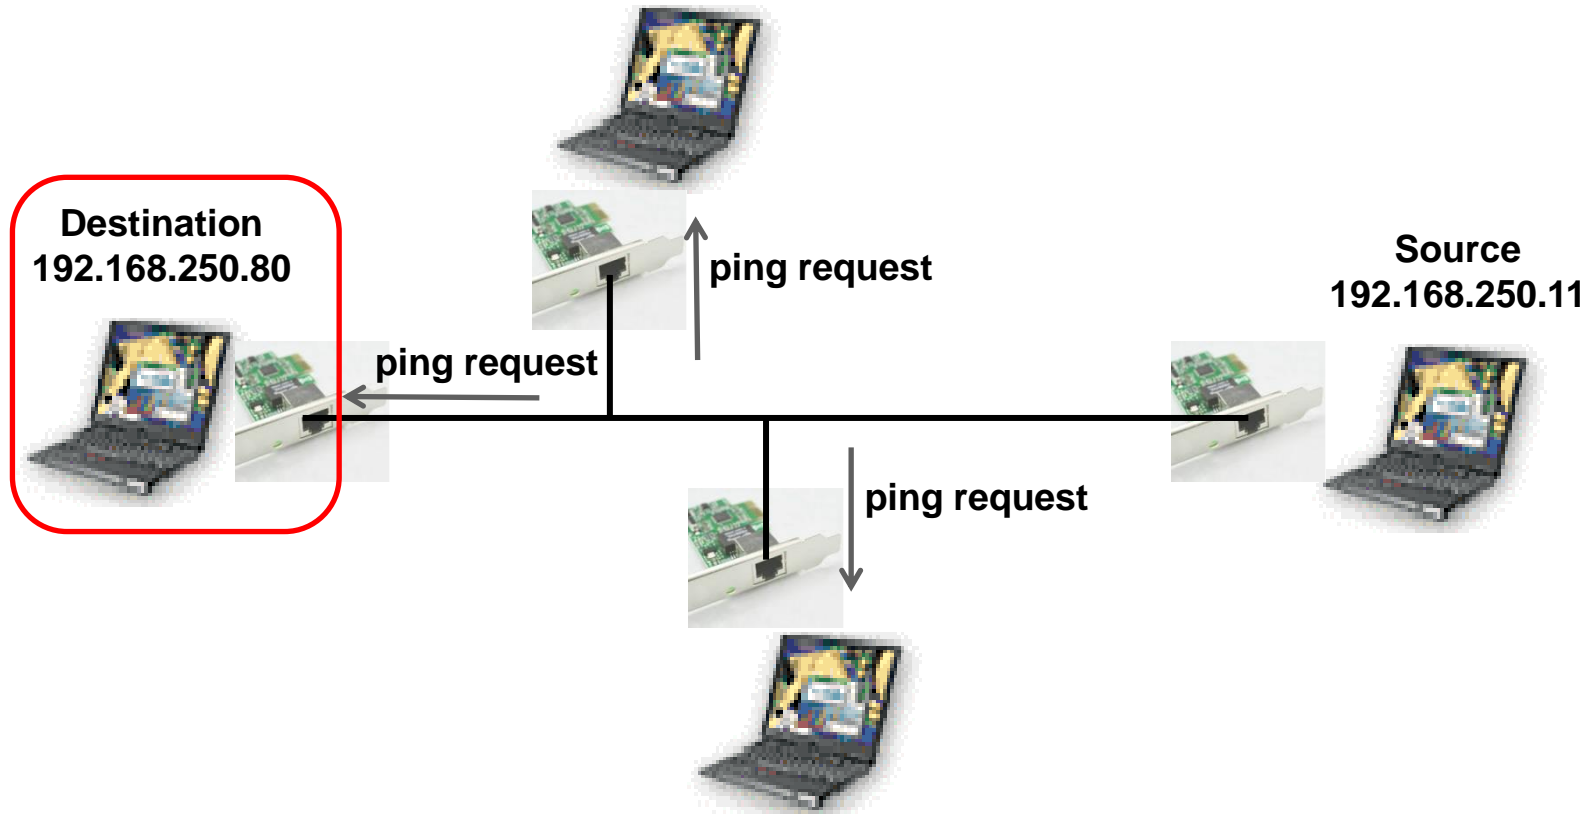 Destination
192.168.250.80
ping request
ping request
Source
192.168.250.11
ping request